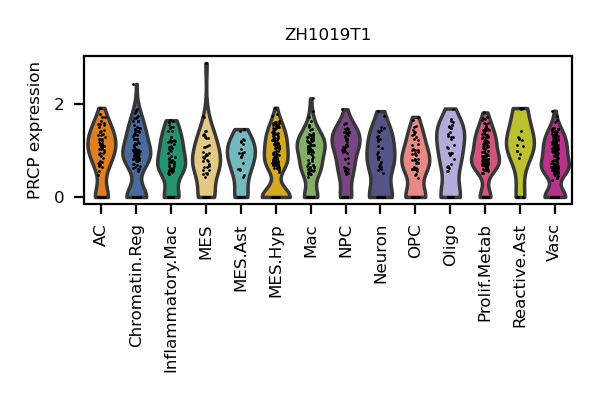 ZH1019T1
PRCP expression
2
0
AC
Chromatin.Reg
Inflammatory.Mac
MES
MES.Ast
MES.Hyp
Mac
NPC
Neuron
OPC
Oligo
Prolif.Metab
Reactive.Ast
Vasc